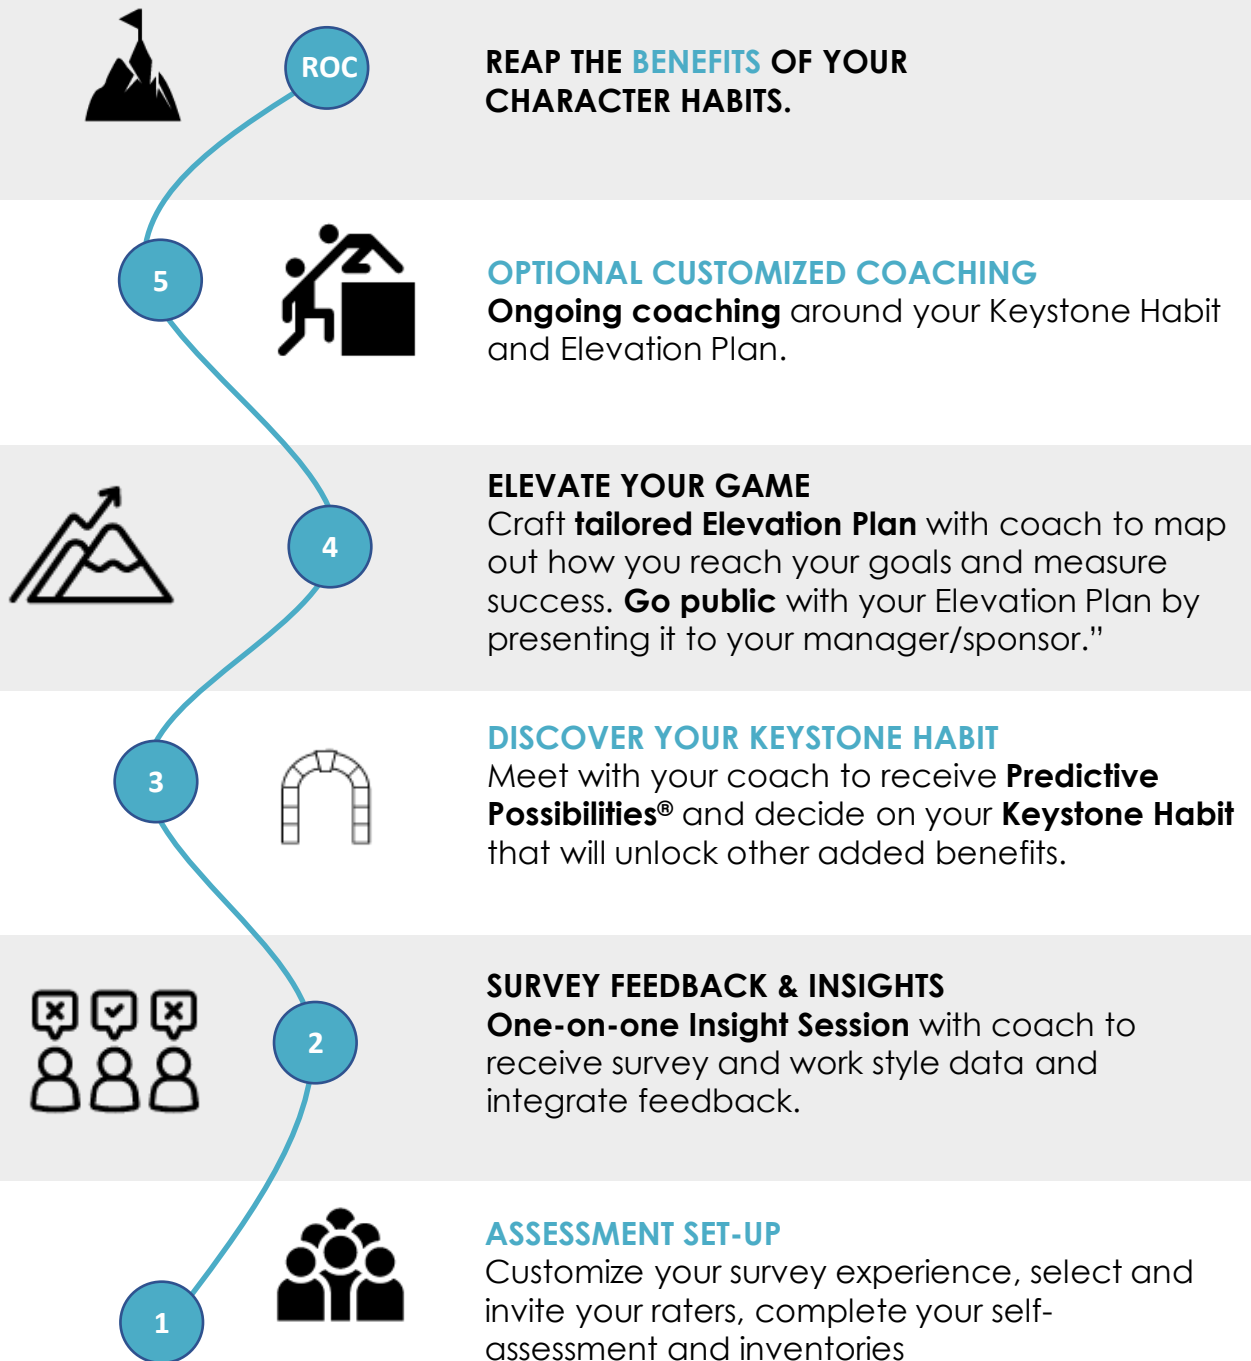 ROC
REAP THE BENEFITS OF YOUR
CHARACTER HABITS.
5
OPTIONAL CUSTOMIZED COACHING
Ongoing coaching around your Keystone Habit
and Elevation Plan.
4
ELEVATE YOUR GAME
Craft tailored Elevation Plan with coach to map
out how you reach your goals and measure
success. Go public with your Elevation Plan by
presenting it to your manager/sponsor.”
3
DISCOVER YOUR KEYSTONE HABIT
Meet with your coach to receive Predictive
Possibilities® and decide on your Keystone Habit
that will unlock other added benefits.
2
SURVEY FEEDBACK & INSIGHTS
One-on-one Insight Session with coach to
receive survey and work style data and
integrate feedback.
1
ASSESSMENT SET-UP
Customize your survey experience, select and
invite your raters, complete your self-
assessment and inventories